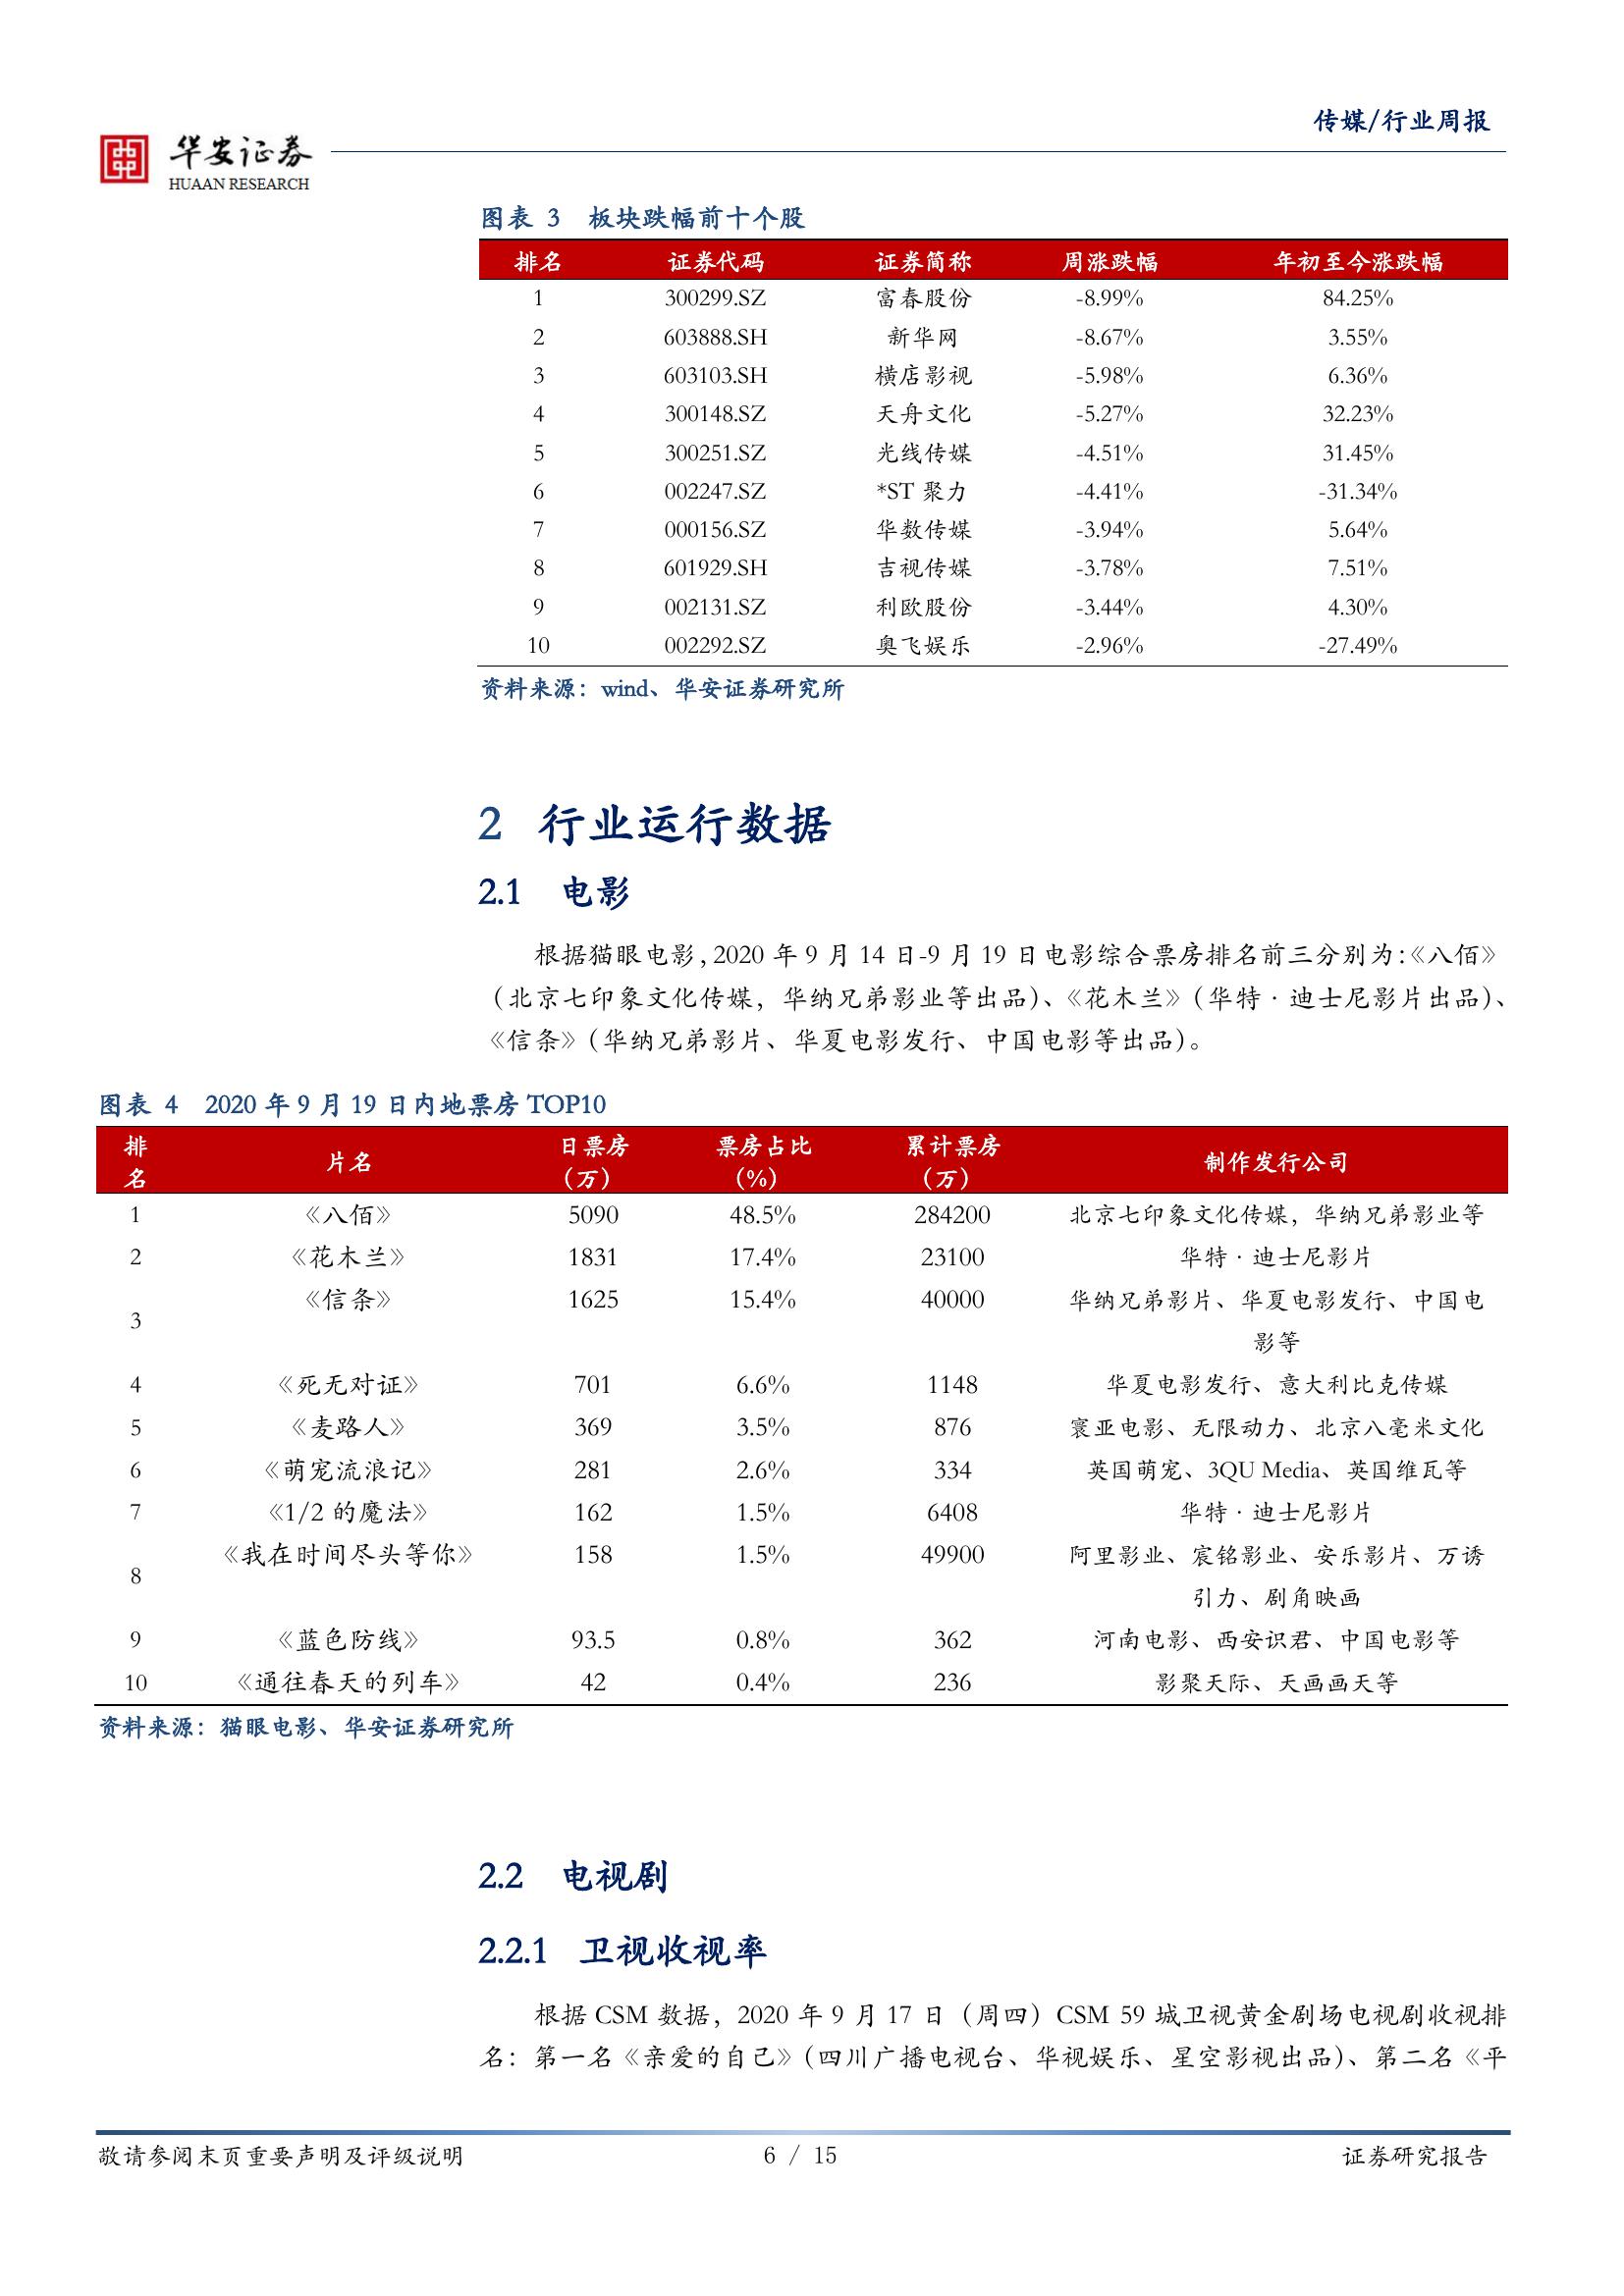 传媒/行业周报
华安证券
HUAAN RESEARCH
图表 3 板块跌幅前十个股
排名 证券代码 证券简称 周涨跌幅 年初至今涨跌幅
1 300299.SZ 富春股份 -8.99% 84.25%
2 603888.SH 新华网 -8.67% 3.55%
3 603103.SH 横店影视 -5.98% 6.36%
4 300148.SZ 天舟文化 -5.27% 32.23%
5 300251.SZ 光线传媒 -4.51% 31.45%
6 002247.SZ *ST 聚力 -4.41% -31.34%
7 000156.SZ 华数传媒 -3.94% 5.64%
8 601929.SH 吉视传媒 -3.78% 7.51%
9 002131.SZ 利欧股份 -3.44% 4.30%
10 002292.SZ 奥飞娱乐 -2.96% -27.49%
资料来源：wind、华安证券研究所
2 行业运行数据
2.1 电影
根据猫眼电影，2020 年 9 月 14 日-9 月 19 日电影综合票房排名前三分别为：《八佰》
（北京七印象文化传媒，华纳兄弟影业等出品）、《花木兰》（华特·迪士尼影片出品）、
《信条》（华纳兄弟影片、华夏电影发行、中国电影等出品）。
图表 4 2020 年 9 月 19 日内地票房 TOP10
排 日票房 票房占比 累计票房
片名 制作发行公司
名 （万） （%） （万）
1 《八佰》 5090 48.5% 284200 北京七印象文化传媒，华纳兄弟影业等
2 《花木兰》 1831 17.4% 23100 华特·迪士尼影片
3 《信条》 1625 15.4% 40000 华纳兄弟影片、华夏电影发行、中国电
影等
4 《死无对证》 701 6.6% 1148 华夏电影发行、意大利比克传媒
5 《麦路人》 369 3.5% 876 寰亚电影、无限动力、北京八毫米文化
6 《萌宠流浪记》 281 2.6% 334 英国萌宠、3QU Media、英国维瓦等
7 《1/2 的魔法》 162 1.5% 6408 华特·迪士尼影片
8 《我在时间尽头等你》 158 1.5% 49900 阿里影业、宸铭影业、安乐影片、万诱
引力、剧角映画
9 《蓝色防线》 93.5 0.8% 362 河南电影、西安识君、中国电影等
10 《通往春天的列车》 42 0.4% 236 影聚天际、天画画天等
资料来源：猫眼电影、华安证券研究所
2.2 电视剧
2.2.1 卫视收视率
根据 CSM 数据，2020 年 9 月 17 日（周四）CSM 59 城卫视黄金剧场电视剧收视排
名：第一名《亲爱的自己》（四川广播电视台、华视娱乐、星空影视出品）、第二名《平
敬请参阅末页重要声明及评级说明 6 / 15 证券研究报告